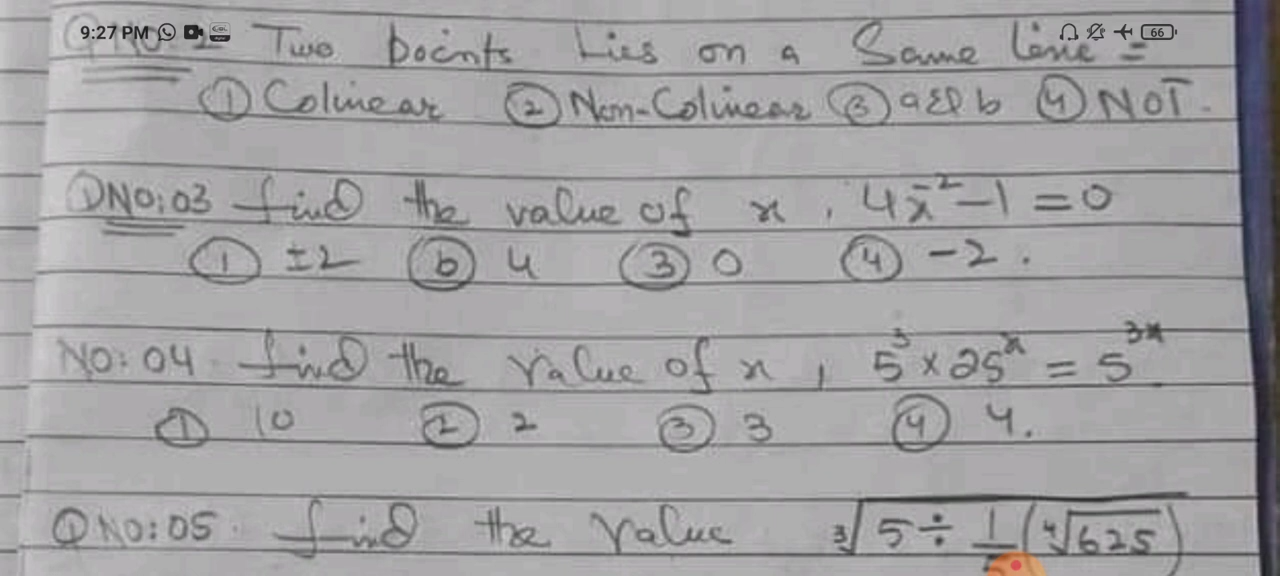 9:27 PM 66
Two points Lies on a Same line =
① Colinear ② Non-Colinear ③ a & b ④ NOT.
QNO:03 find the value of x, 4x⁻²-1=0
① ±2 ⓑ 4 ③ 0 ④ -2.
NO:04 find the value of x, 5³×25ˣ = 5³ˣ
① 10 ② 2 ③ 3 ④ 4.
QNO:05. find the value ³√5÷1(⁴√625)